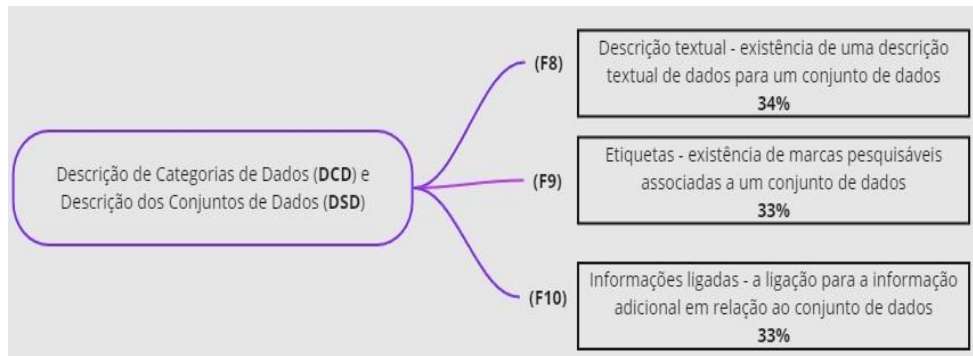 Descrição de Categorias de Dados (DCD) e
Descrição dos Conjuntos de Dados (DSD)
(F8)
Descrição textual - existência de uma descrição
textual de dados para um conjunto de dados
34%
(F9)
Etiquetas - existência de marcas pesquisáveis
associadas a um conjunto de dados
33%
(F10)
Informações ligadas - a ligação para a informação
adicional em relação ao conjunto de dados
33%